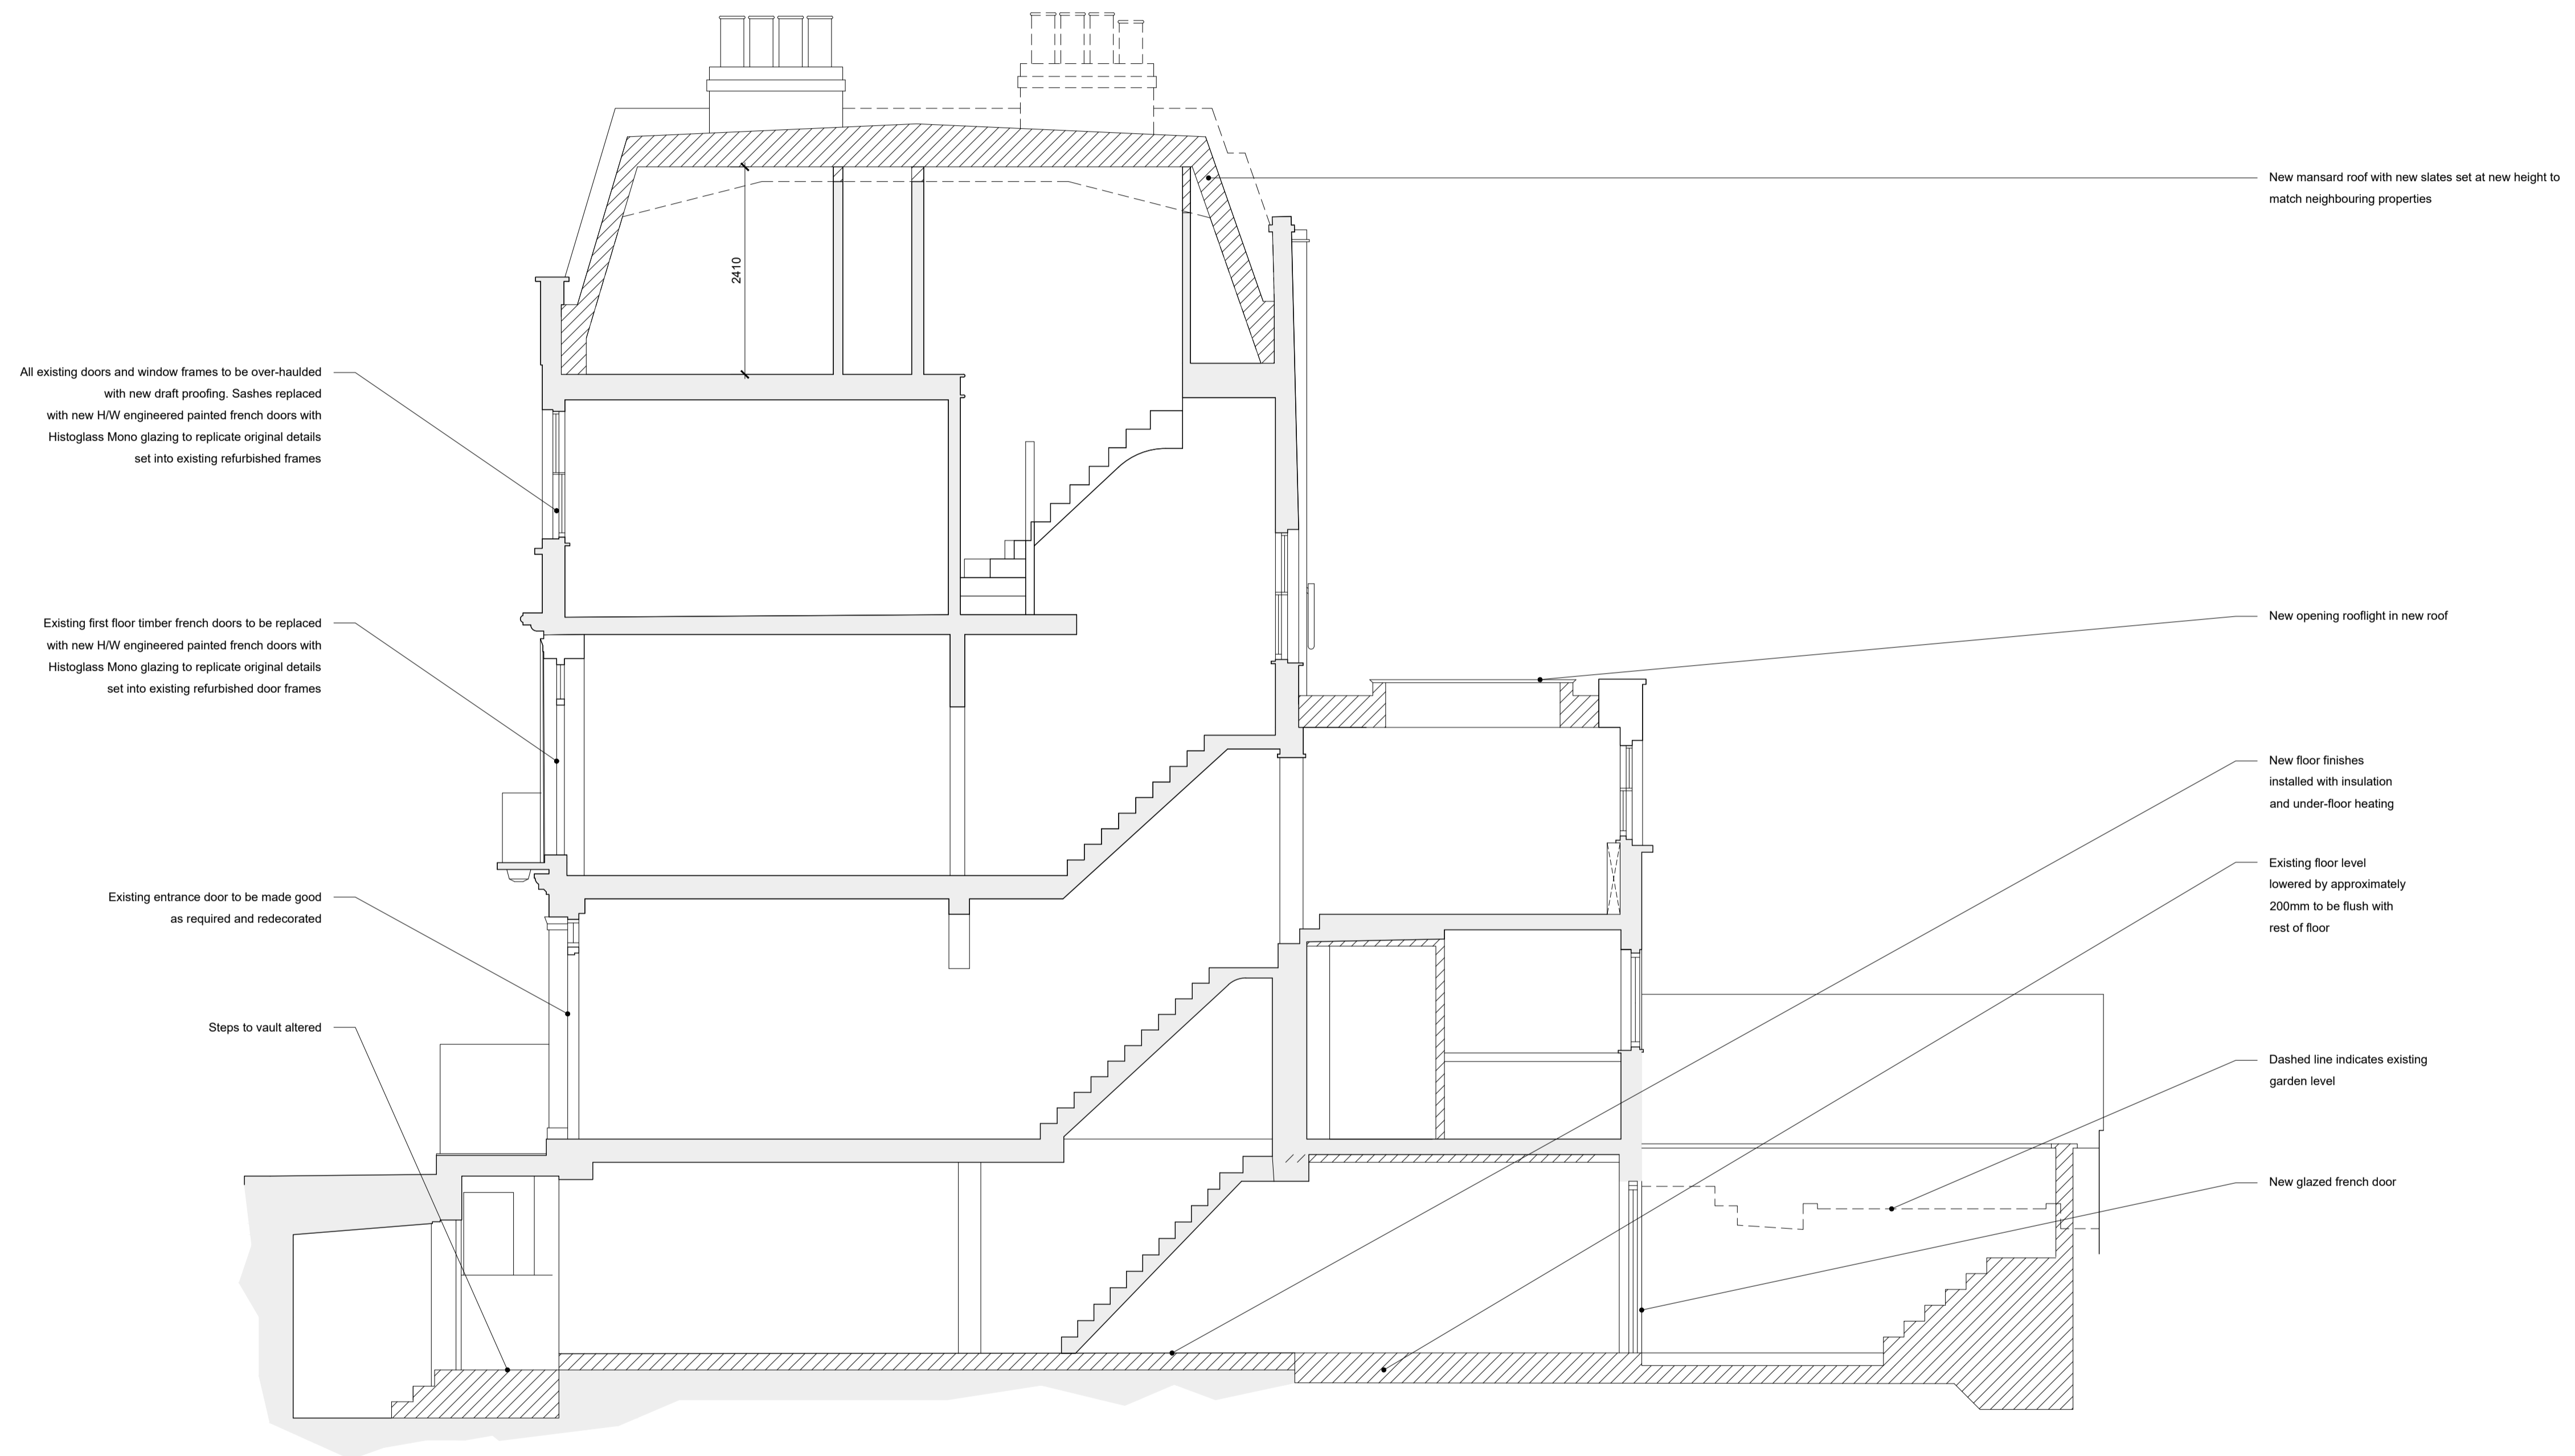 New mansard roof with new slates set at new height to
match neighbouring properties
2410
All existing doors and window frames to be over-haulded
with new draft proofing. Sashes replaced
with new H/W engineered painted french doors with
Histoglass Mono glazing to replicate original details
set into existing refurbished frames
Existing first floor timber french doors to be replaced
with new H/W engineered painted french doors with
Histoglass Mono glazing to replicate original details
set into existing refurbished door frames
New opening rooflight in new roof
New floor finishes
installed with insulation
and under-floor heating
Existing floor level
lowered by approximately
200mm to be flush with
rest of floor
Existing entrance door to be made good
as required and redecorated
Steps to vault altered
Dashed line indicates existing
garden level
New glazed french door